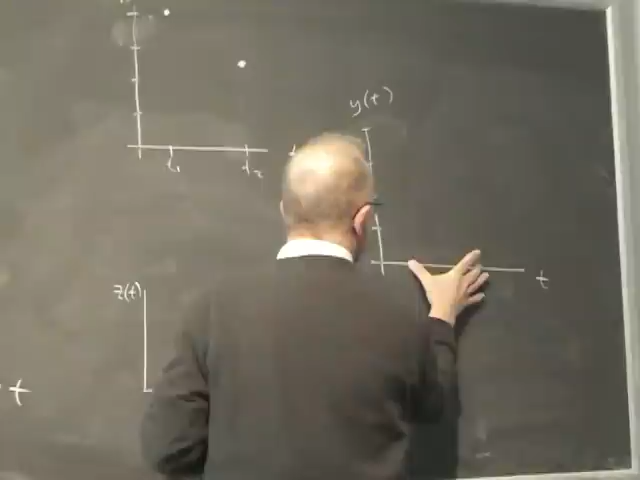 t₁ t₂
y(t)
t
z(t)
t